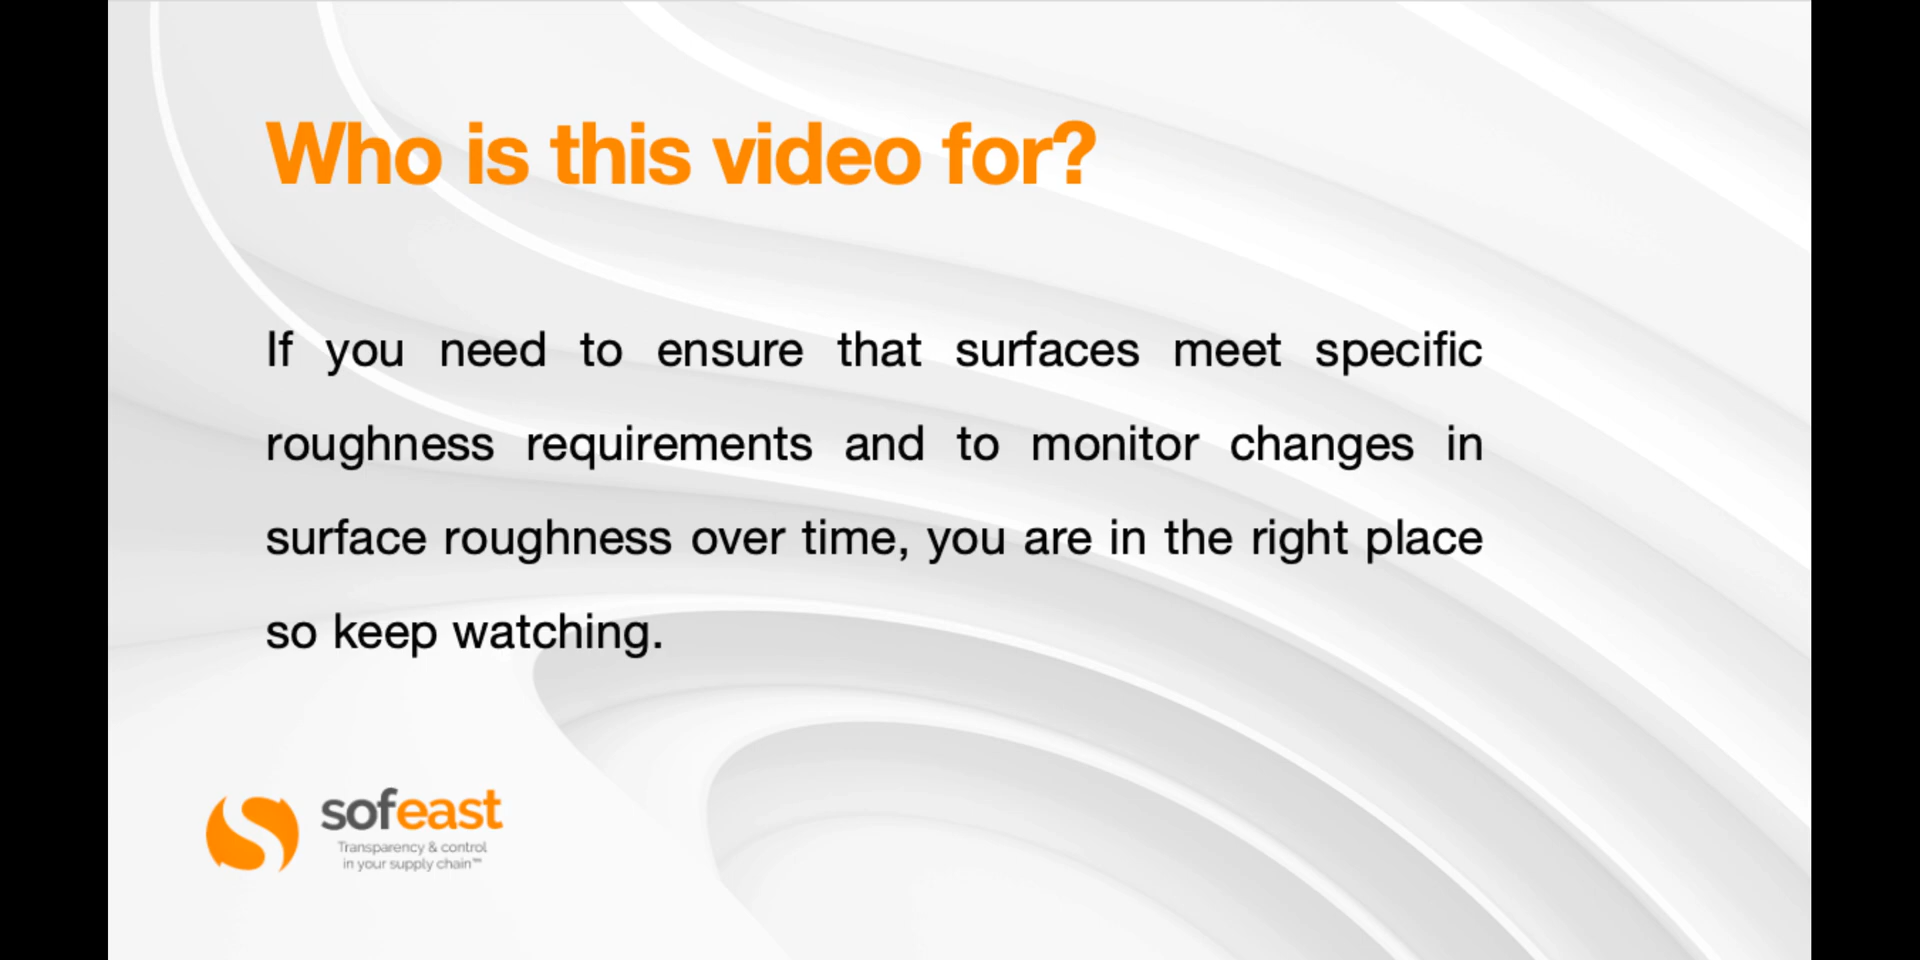 Who is this video for?
If you need to ensure that surfaces meet specific
roughness requirements and to monitor changes in
surface roughness over time, you are in the right place
so keep watching.
sofeast
Transparency & control
in your supply chain™